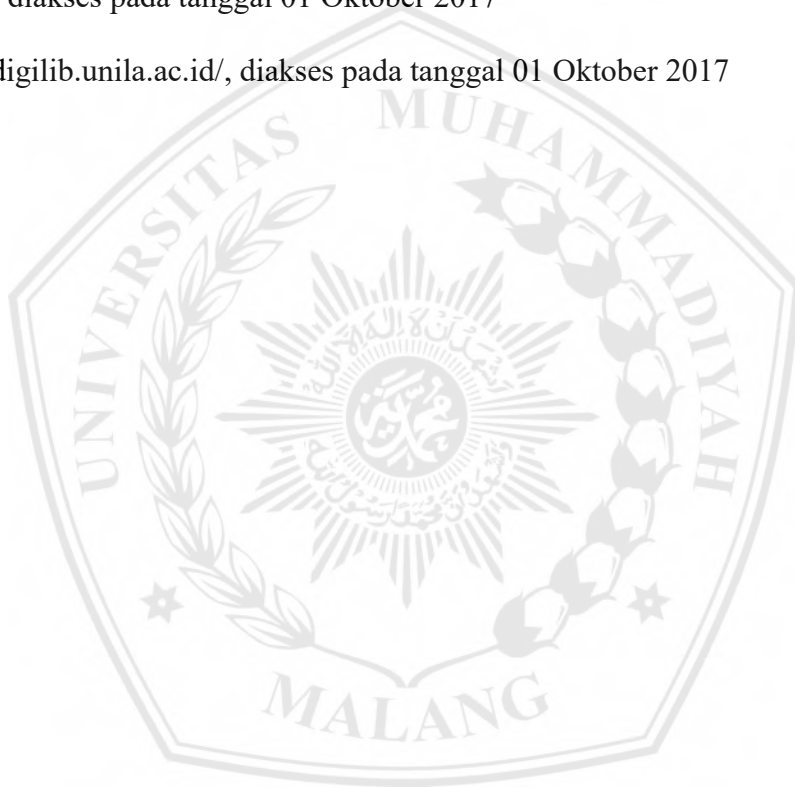 diakses pada tanggal 01 Oktober 2017
digilib.unila.ac.id/, diakses pada tanggal 01 Oktober 2017
UNIVERSITAS MUHAMMADIYAH
MALANG